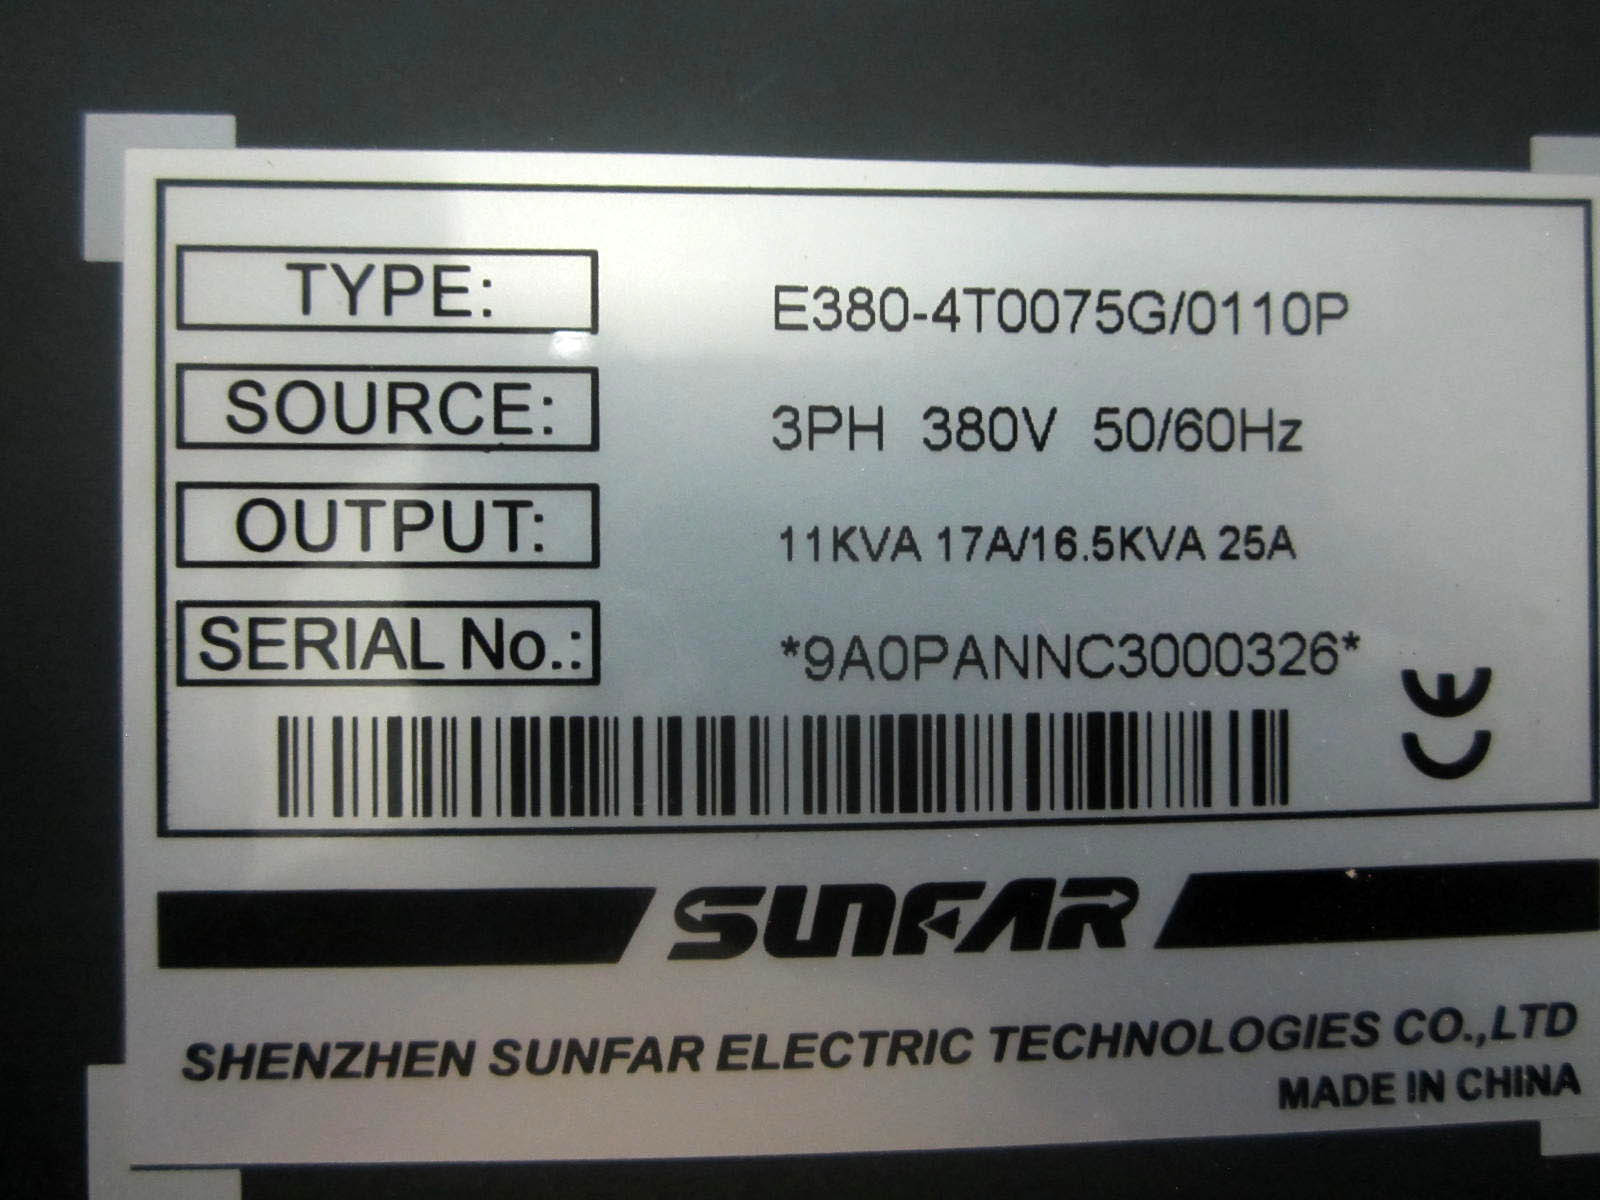 TYPE: E380-4T0075G/0110P
SOURCE: 3PH 380V 50/60Hz
OUTPUT: 11KVA 17A/16.5KVA 25A
SERIAL No.: *9A0PANNC3000326*
CE
SUNFAR
SHENZHEN SUNFAR ELECTRIC TECHNOLOGIES CO.,LTD
MADE IN CHINA